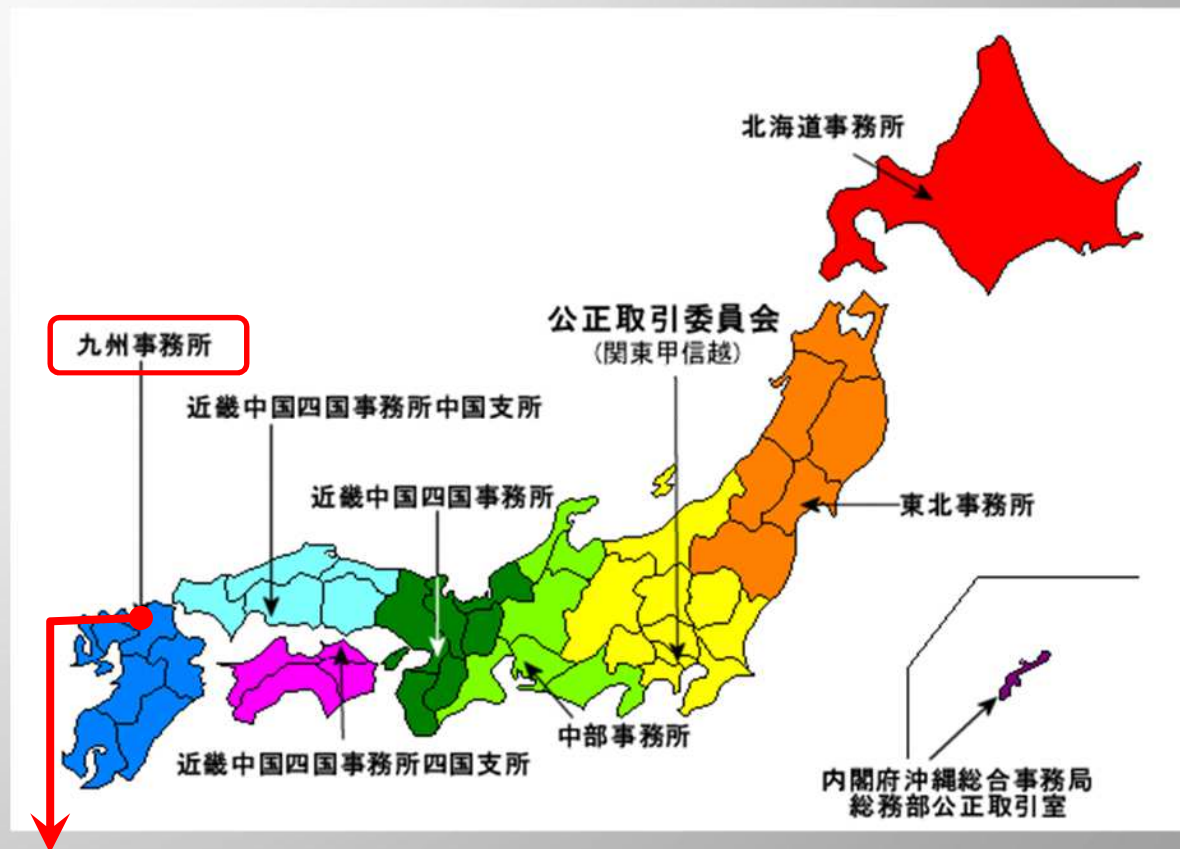 北海道事務所
公正取引委員会
(関東甲信越)
九州事務所
近畿中国四国事務所中国支所
近畿中国四国事務所
東北事務所
中部事務所
近畿中国四国事務所四国支所
内閣府沖縄総合事務局
総務部公正取引室